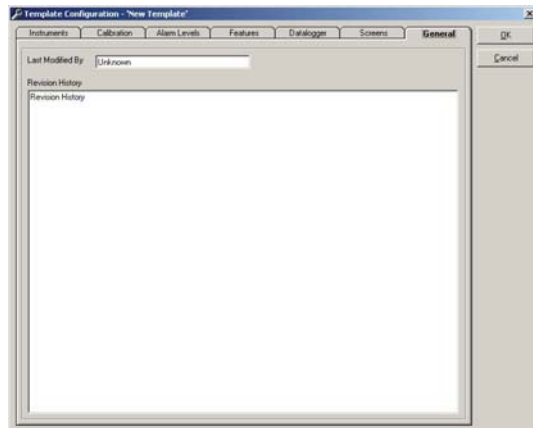 Template Configuration - 'New Template'
Instruments Calibration Alarm Levels Features Datalogger Screens General
OK
Last Modified By Unknown
Cancel
Revision History
Revision History